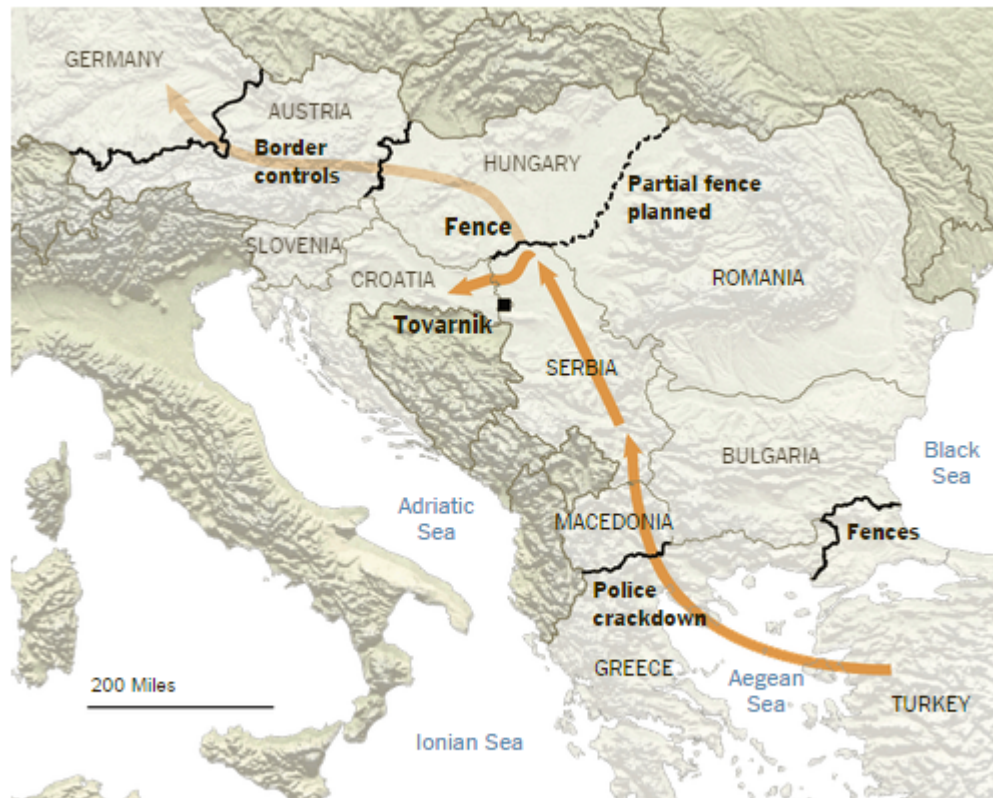 GERMANY
AUSTRIA
Border
controls
HUNGARY
Partial fence
planned
Fence
SLOVENIA
CROATIA
ROMANIA
Tovarnik
SERBIA
BULGARIA
Black
Sea
Adriatic
Sea
MACEDONIA
Fences
Police
crackdown
GREECE
Aegean
Sea
200 Miles
TURKEY
Ionian Sea